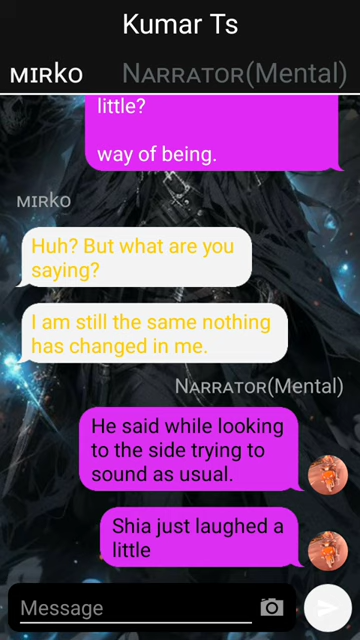 Kumar Ts
MIRKO
NARRATOR(Mental)
little?
way of being.
MIRKO
Huh? But what are you
saying?
I am still the same nothing
has changed in me.
NARRATOR(Mental)
He said while looking
to the side trying to
sound as usual.
Shia just laughed a
little
Message